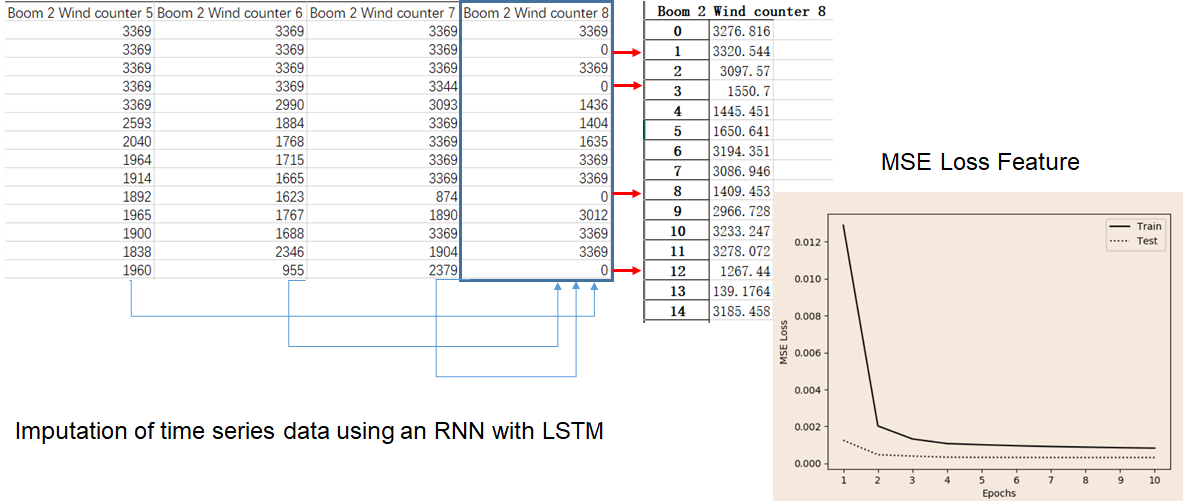 Boom 2 Wind counter 5 Boom 2 Wind counter 6 Boom 2 Wind counter 7 Boom 2 Wind counter 8
3369 3369 3369 3369
3369 3369 3369 0
3369 3369 3369 3369
3369 3369 3344 0
3369 2990 3093 1436
2593 1884 3369 1404
2040 1768 3369 1635
1964 1715 3369 3369
1914 1665 3369 3369
1892 1623 874 0
1965 1767 1890 3012
1900 1688 3369 3369
1838 2346 1904 3369
1960 955 2379 0
Boom 2 Wind counter 8
0 3276.816
1 3320.544
2 3097.57
3 1550.7
4 1445.451
5 1650.641
6 3194.351
7 3086.946
8 1409.453
9 2966.728
10 3233.247
11 3278.072
12 1267.44
13 139.1764
14 3185.458
MSE Loss Feature
Train
Test
0.012
0.010
0.008
0.006
0.004
0.002
0.000
MSE Loss
1 2 3 4 5 6 7 8 9 10
Epochs
Imputation of time series data using an RNN with LSTM